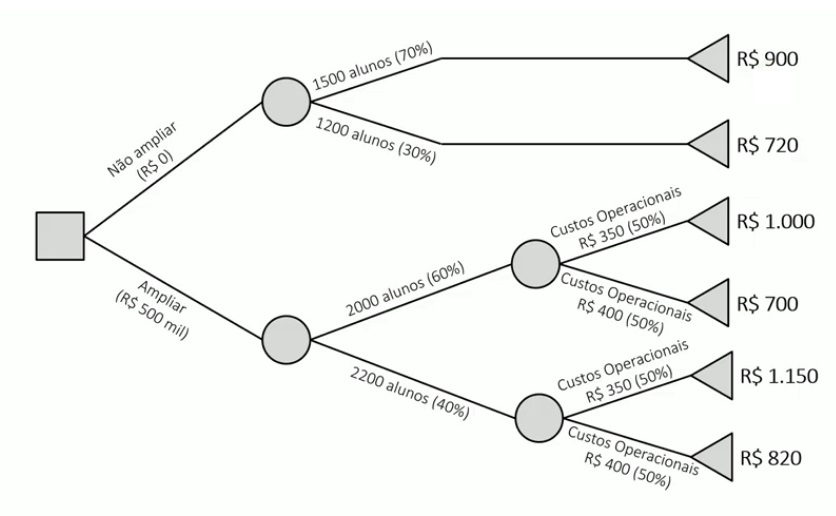 1500 alunos (70%)
R$ 900
1200 alunos (30%)
R$ 720
Não ampliar
(R$ 0)
Ampliar
(R$ 500 mil)
2000 alunos (60%)
Custos Operacionais
R$ 350 (50%)
R$ 1.000
Custos Operacionais
R$ 400 (50%)
R$ 700
2200 alunos (40%)
Custos Operacionais
R$ 350 (50%)
R$ 1.150
Custos Operacionais
R$ 400 (50%)
R$ 820